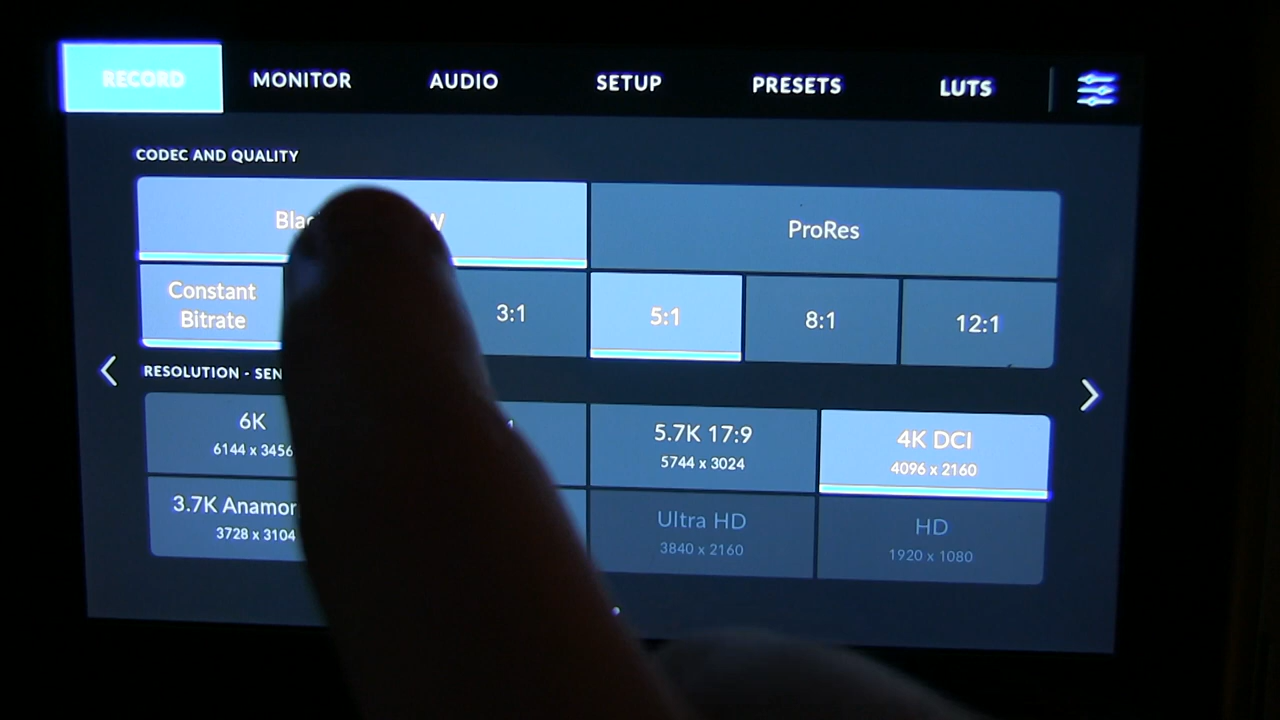 RECORD MONITOR AUDIO SETUP PRESETS LUTS
CODEC AND QUALITY
ProRes
Constant
Bitrate
3:1 5:1 8:1 12:1
RESOLUTION -
6K
6144 x 3456
5.7K 17:9
5744 x 3024
4K DCI
4096 x 2160
3.7K
3728 x 3104
Ultra HD
3840 x 2160
HD
1920 x 1080